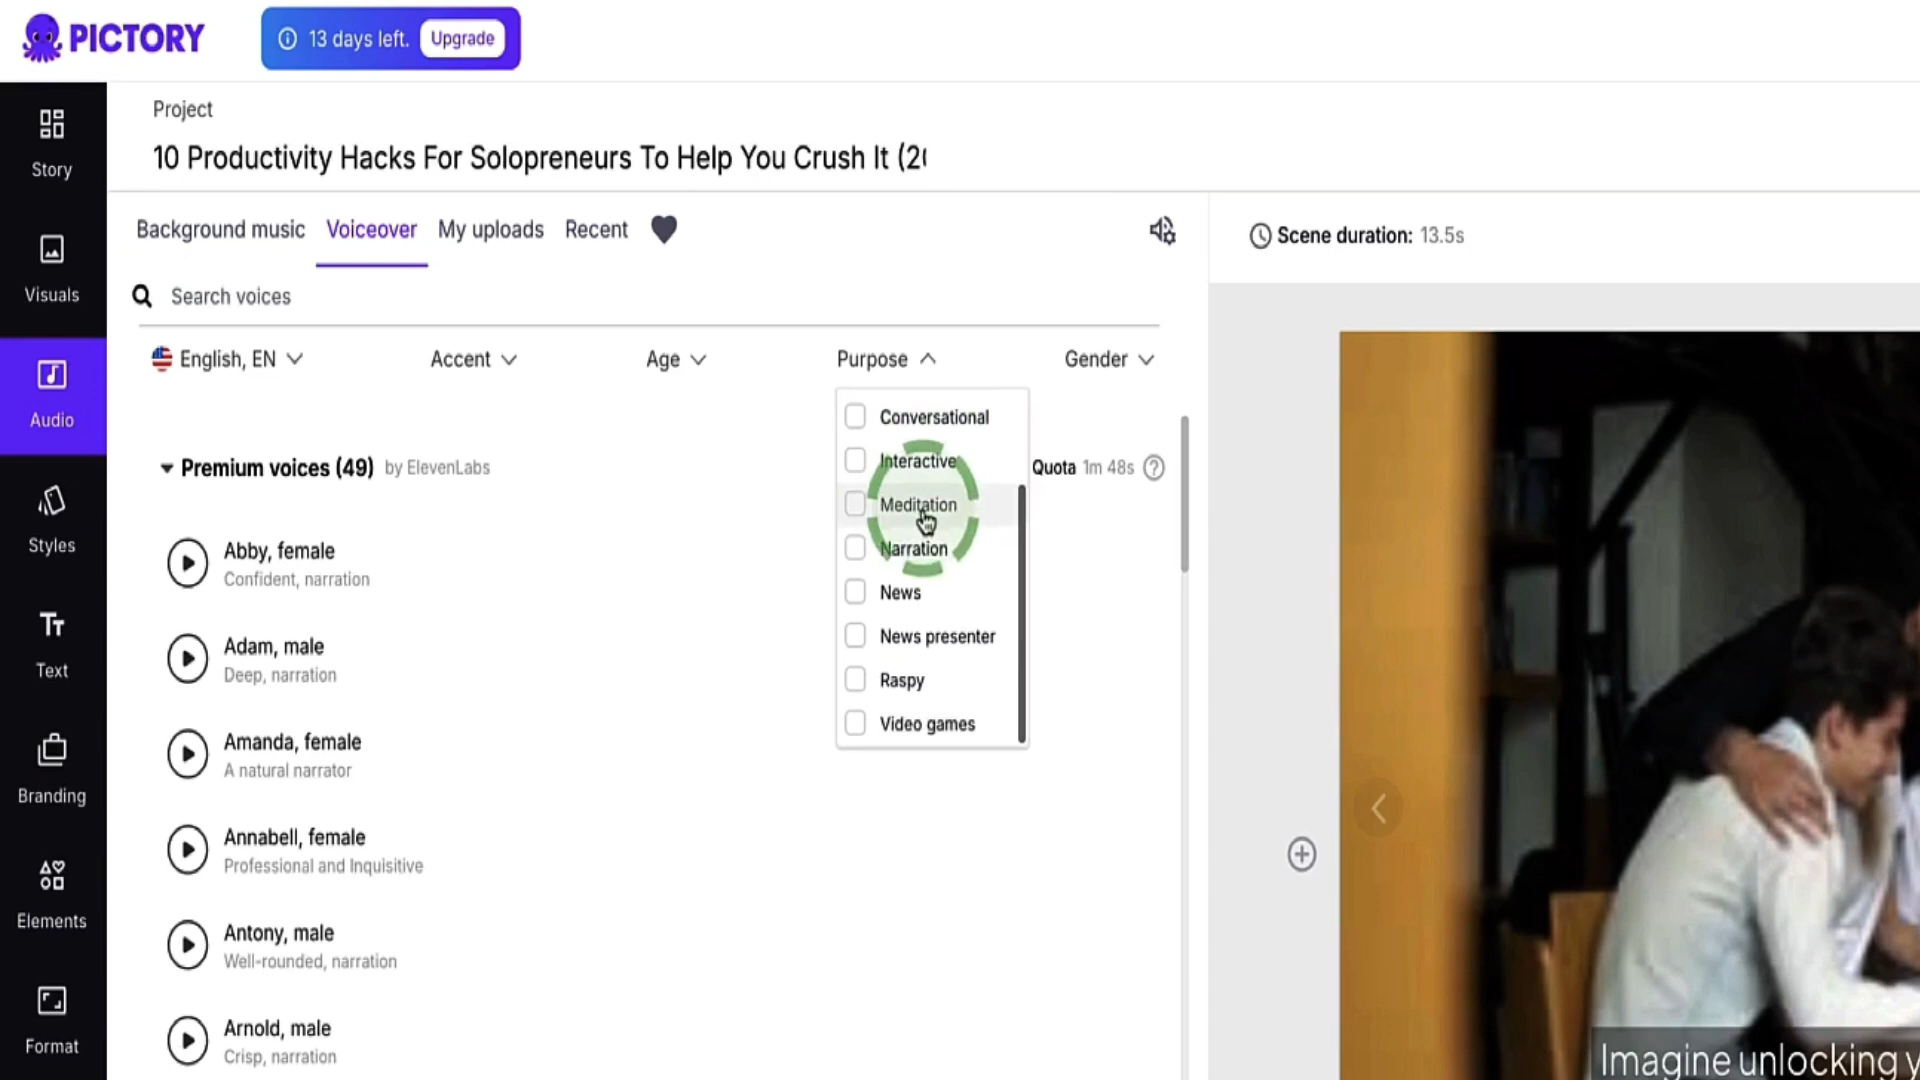 PICTORY
13 days left. Upgrade
Project
10 Productivity Hacks For Solopreneurs To Help You Crush It (2
Story
Visuals
Audio
Styles
Text
Branding
Elements
Format
Background music Voiceover My uploads Recent
Search voices
English, EN Accent Age Purpose Gender
Conversational
Interactive
Meditation
Narration
News
News presenter
Raspy
Video games
Premium voices (49) by ElevenLabs
Quota 1m 48s
Abby, female
Confident, narration
Adam, male
Deep, narration
Amanda, female
A natural narrator
Annabell, female
Professional and Inquisitive
Antony, male
Well-rounded, narration
Arnold, male
Crisp, narration
Scene duration: 13.5s
Imagine unlocking y